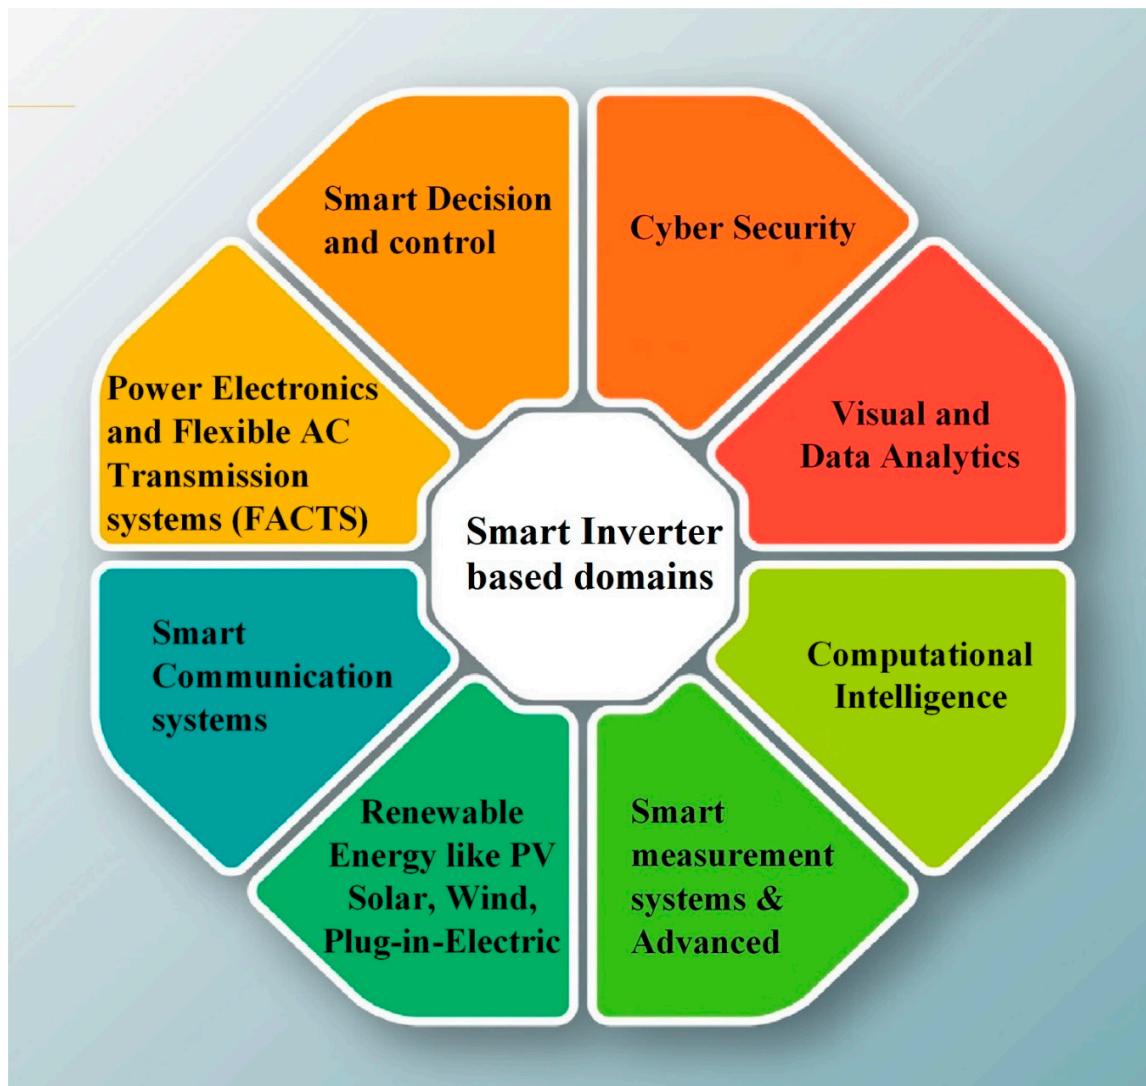 Smart Decision
and control
Cyber Security
Power Electronics
and Flexible AC
Transmission
systems (FACTS)
Visual and
Data Analytics
Smart Inverter
based domains
Smart
Communication
systems
Computational
Intelligence
Renewable
Energy like PV
Solar, Wind,
Plug-in-Electric
Smart
measurement
systems &
Advanced